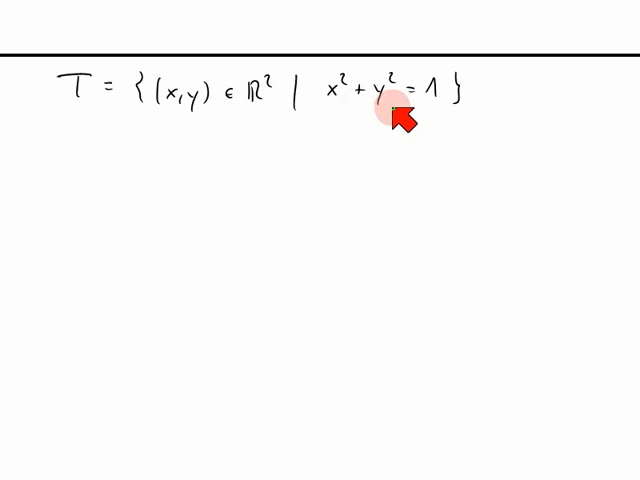 T = { (x,y) ∈ ℝ² | x² + y² = 1 }